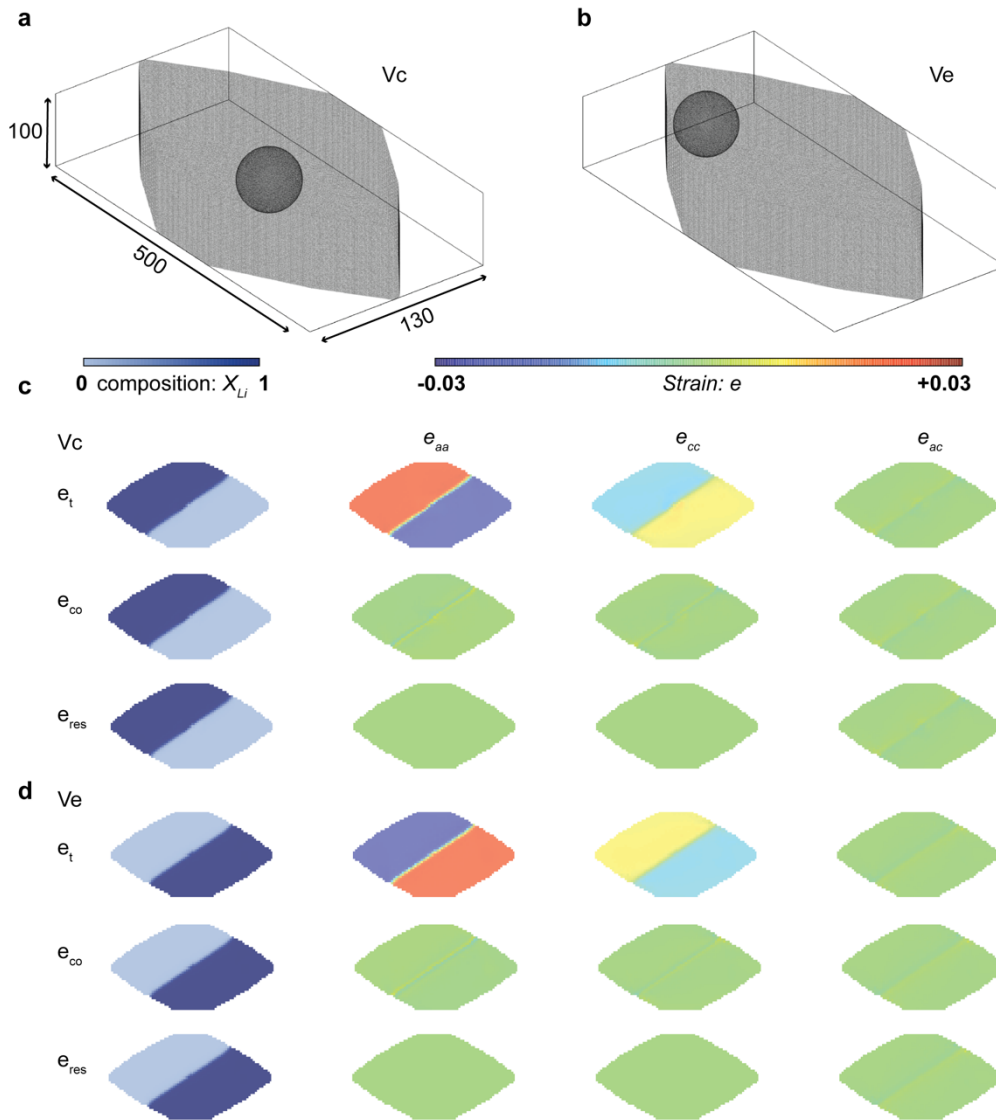 a
b
Vc
Ve
100
500
130
0 composition: X_Li 1
-0.03 Strain: e +0.03
c
Vc e_aa e_cc e_ac
e_t
e_co
e_res
d
Ve
e_t
e_co
e_res